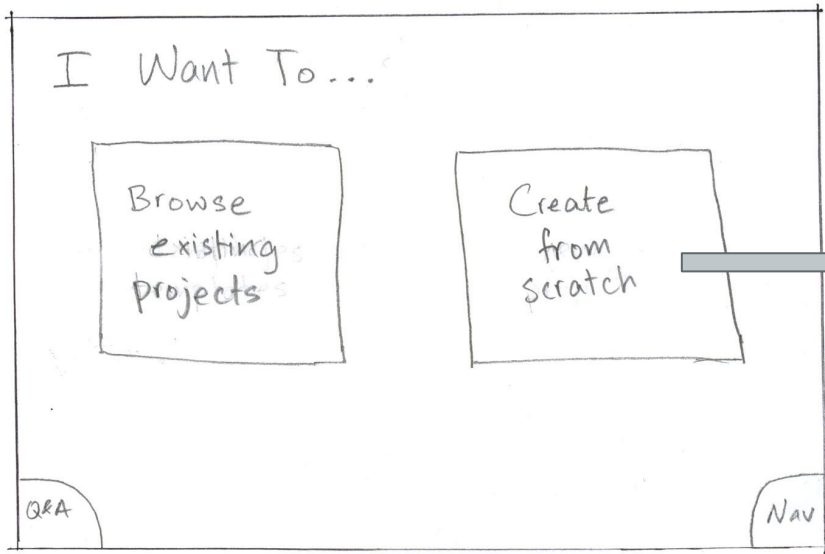 I Want To...
Browse
existing
projects
Create
from
scratch
Q&A
Nav